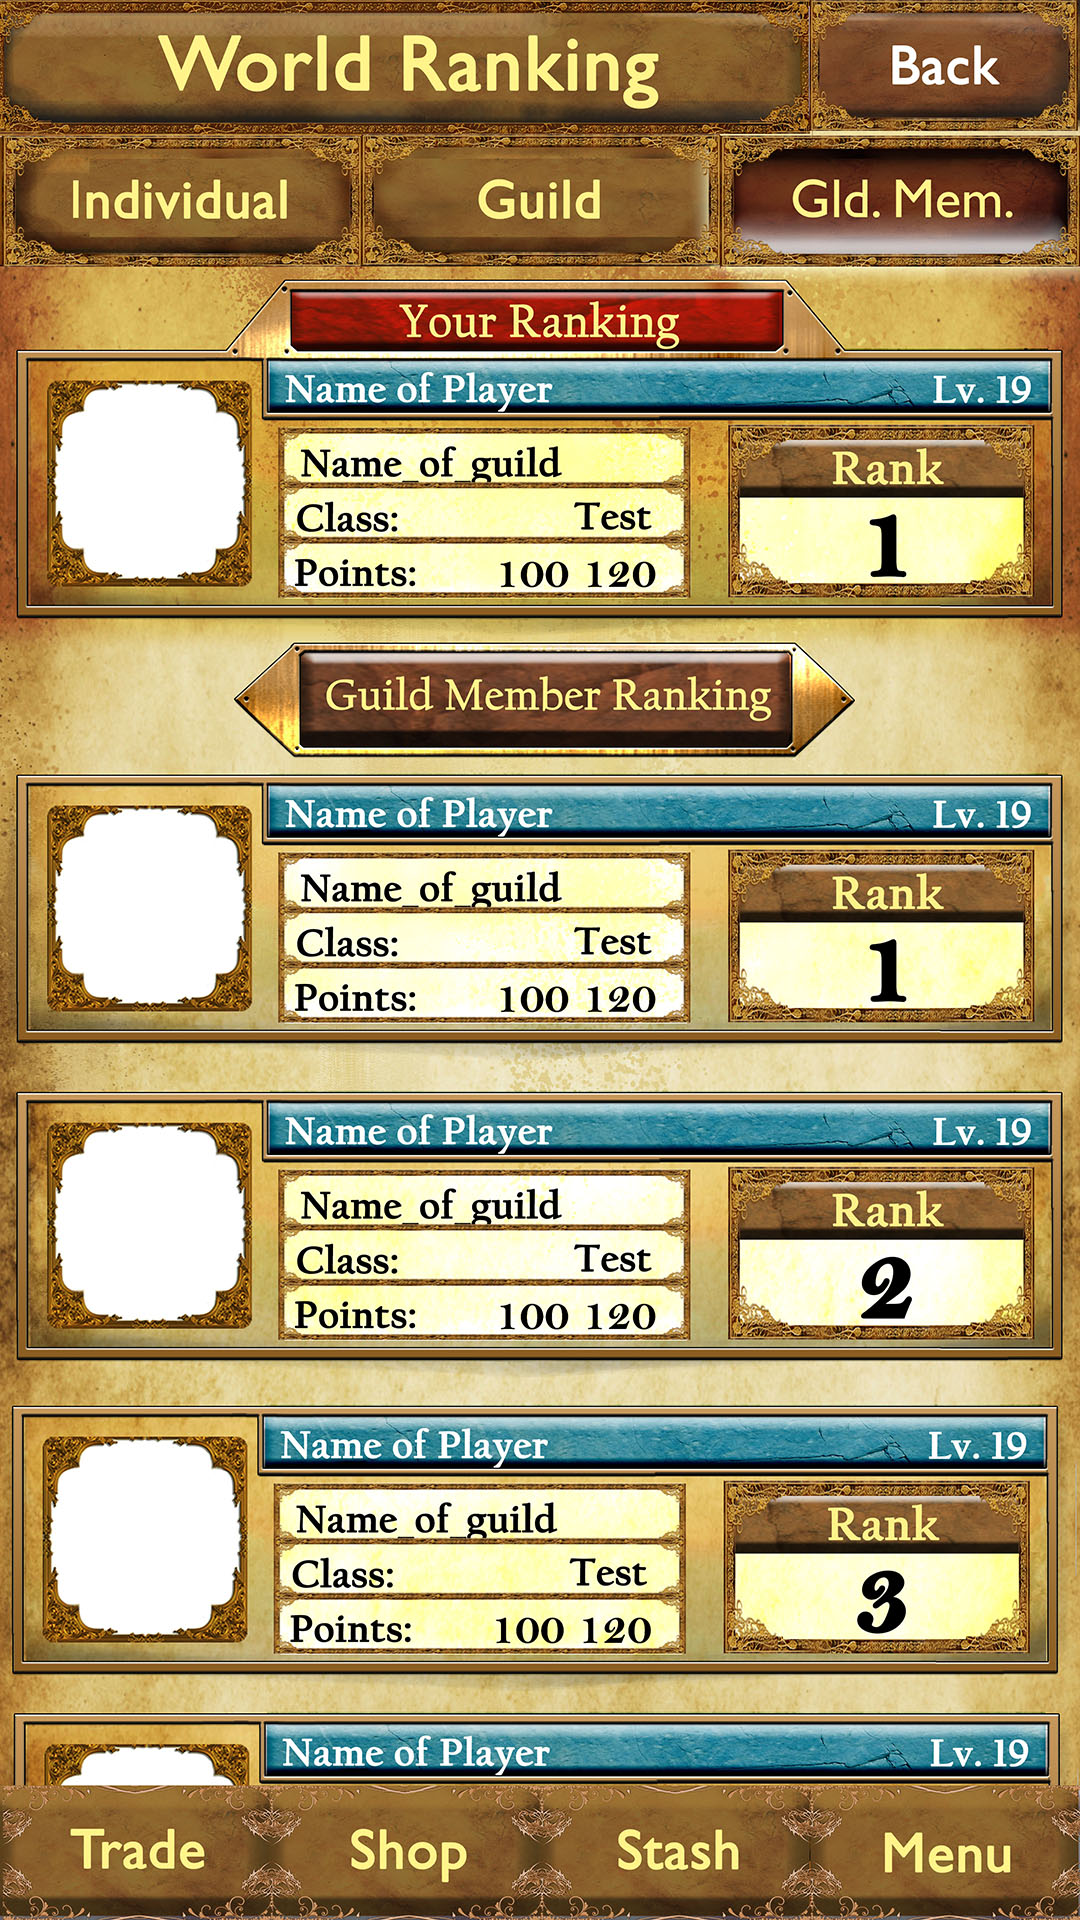 World Ranking
Back
Individual
Guild
Gld. Mem.
Your Ranking
Name of Player
Lv. 19
Name_of_guild
Class: Test
Points: 100 120
Rank
1
Guild Member Ranking
Name of Player
Lv. 19
Name_of_guild
Class: Test
Points: 100 120
Rank
1
Name of Player
Lv. 19
Name_of_guild
Class: Test
Points: 100 120
Rank
2
Name of Player
Lv. 19
Name_of_guild
Class: Test
Points: 100 120
Rank
3
Name of Player
Lv. 19
Trade
Shop
Stash
Menu